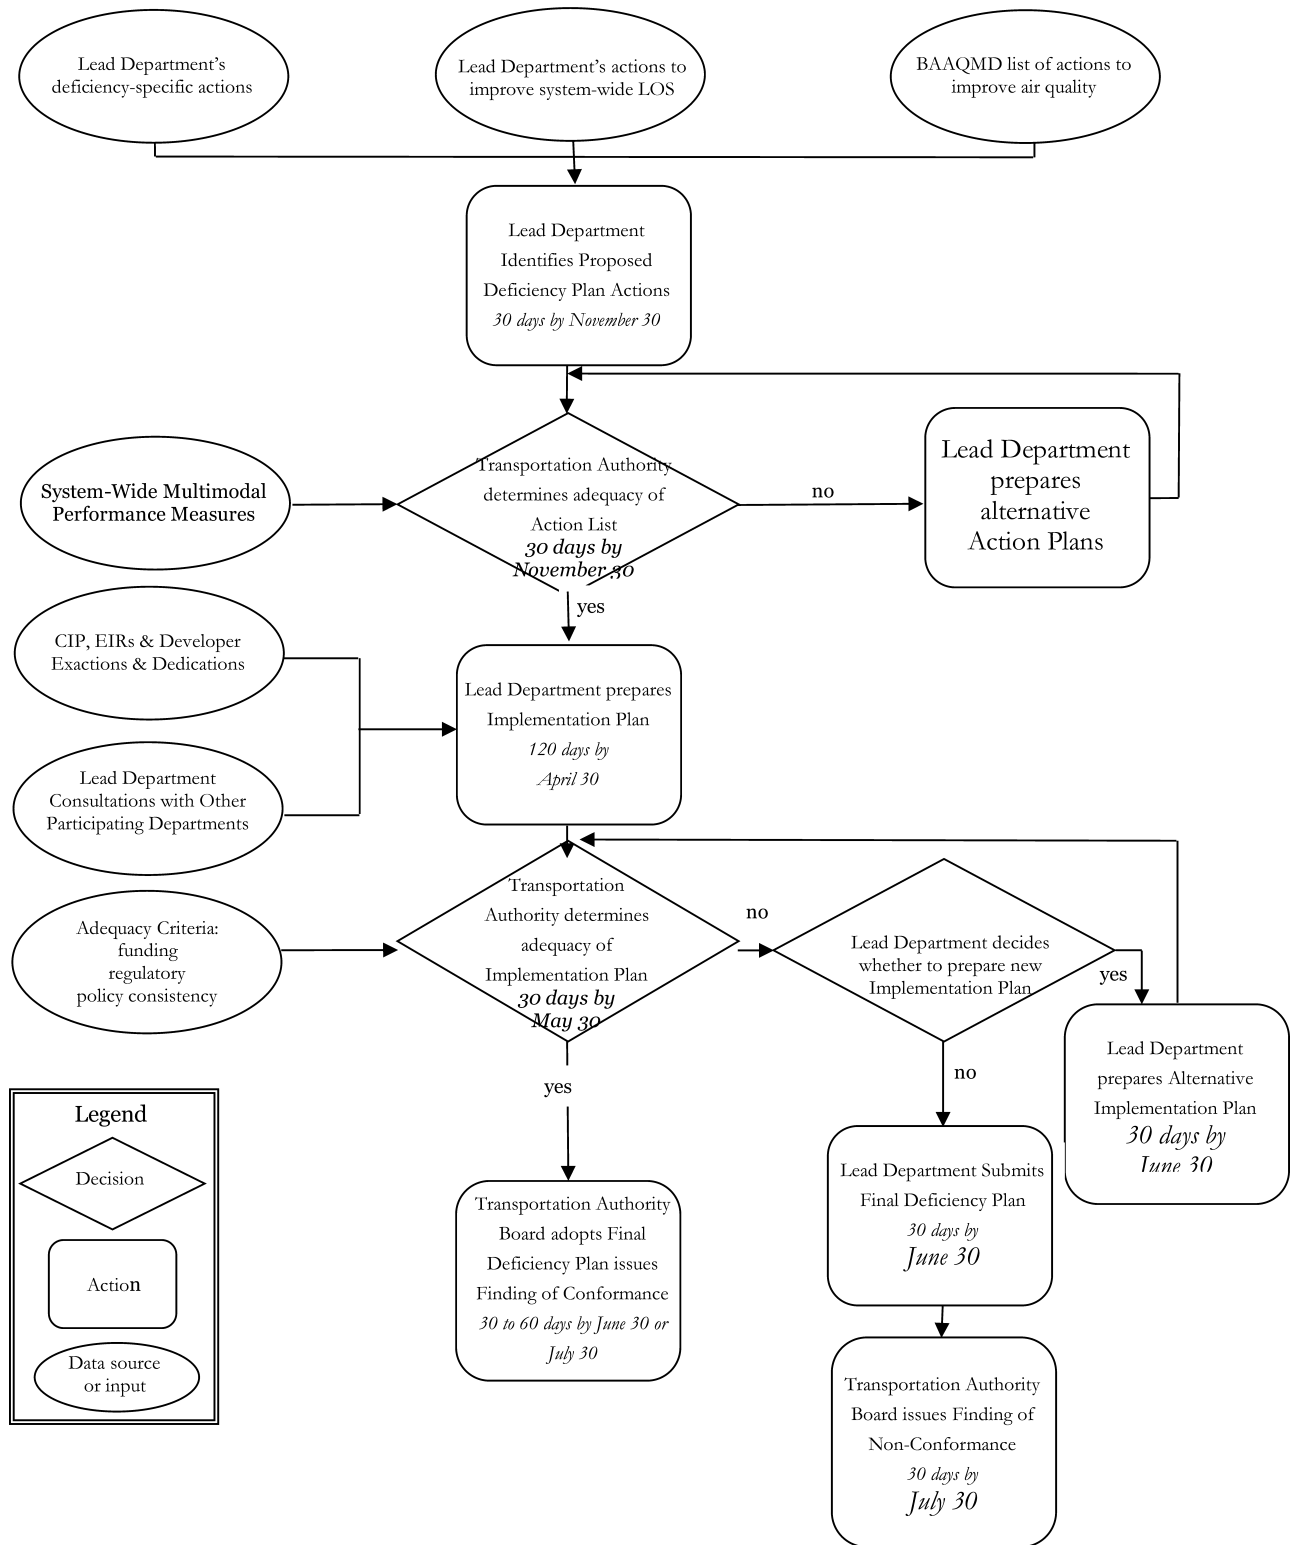 Lead Department’s
deficiency-specific actions
Lead Department’s actions to
improve system-wide LOS
BAAQMD list of actions to
improve air quality
Lead Department
Identifies Proposed
Deficiency Plan Actions
30 days by November 30
System-Wide Multimodal
Performance Measures
Transportation Authority
determines adequacy of
Action List
30 days by
November 30
no
Lead Department
prepares
alternative
Action Plans
yes
CIP, EIRs & Developer
Exactions & Dedications
Lead Department
Consultations with Other
Participating Departments
Lead Department prepares
Implementation Plan
120 days by
April 30
Adequacy Criteria:
funding
regulatory
policy consistency
Transportation
Authority determines
adequacy of
Implementation Plan
30 days by
May 30
no
Lead Department decides
whether to prepare new
Implementation Plan
yes
Lead Department
prepares Alternative
Implementation Plan
30 days by
June 30
yes
no
Transportation Authority
Board adopts Final
Deficiency Plan issues
Finding of Conformance
30 to 60 days by June 30 or
July 30
Lead Department Submits
Final Deficiency Plan
30 days by
June 30
Transportation Authority
Board issues Finding of
Non-Conformance
30 days by
July 30
Legend
Decision
Action
Data source
or input